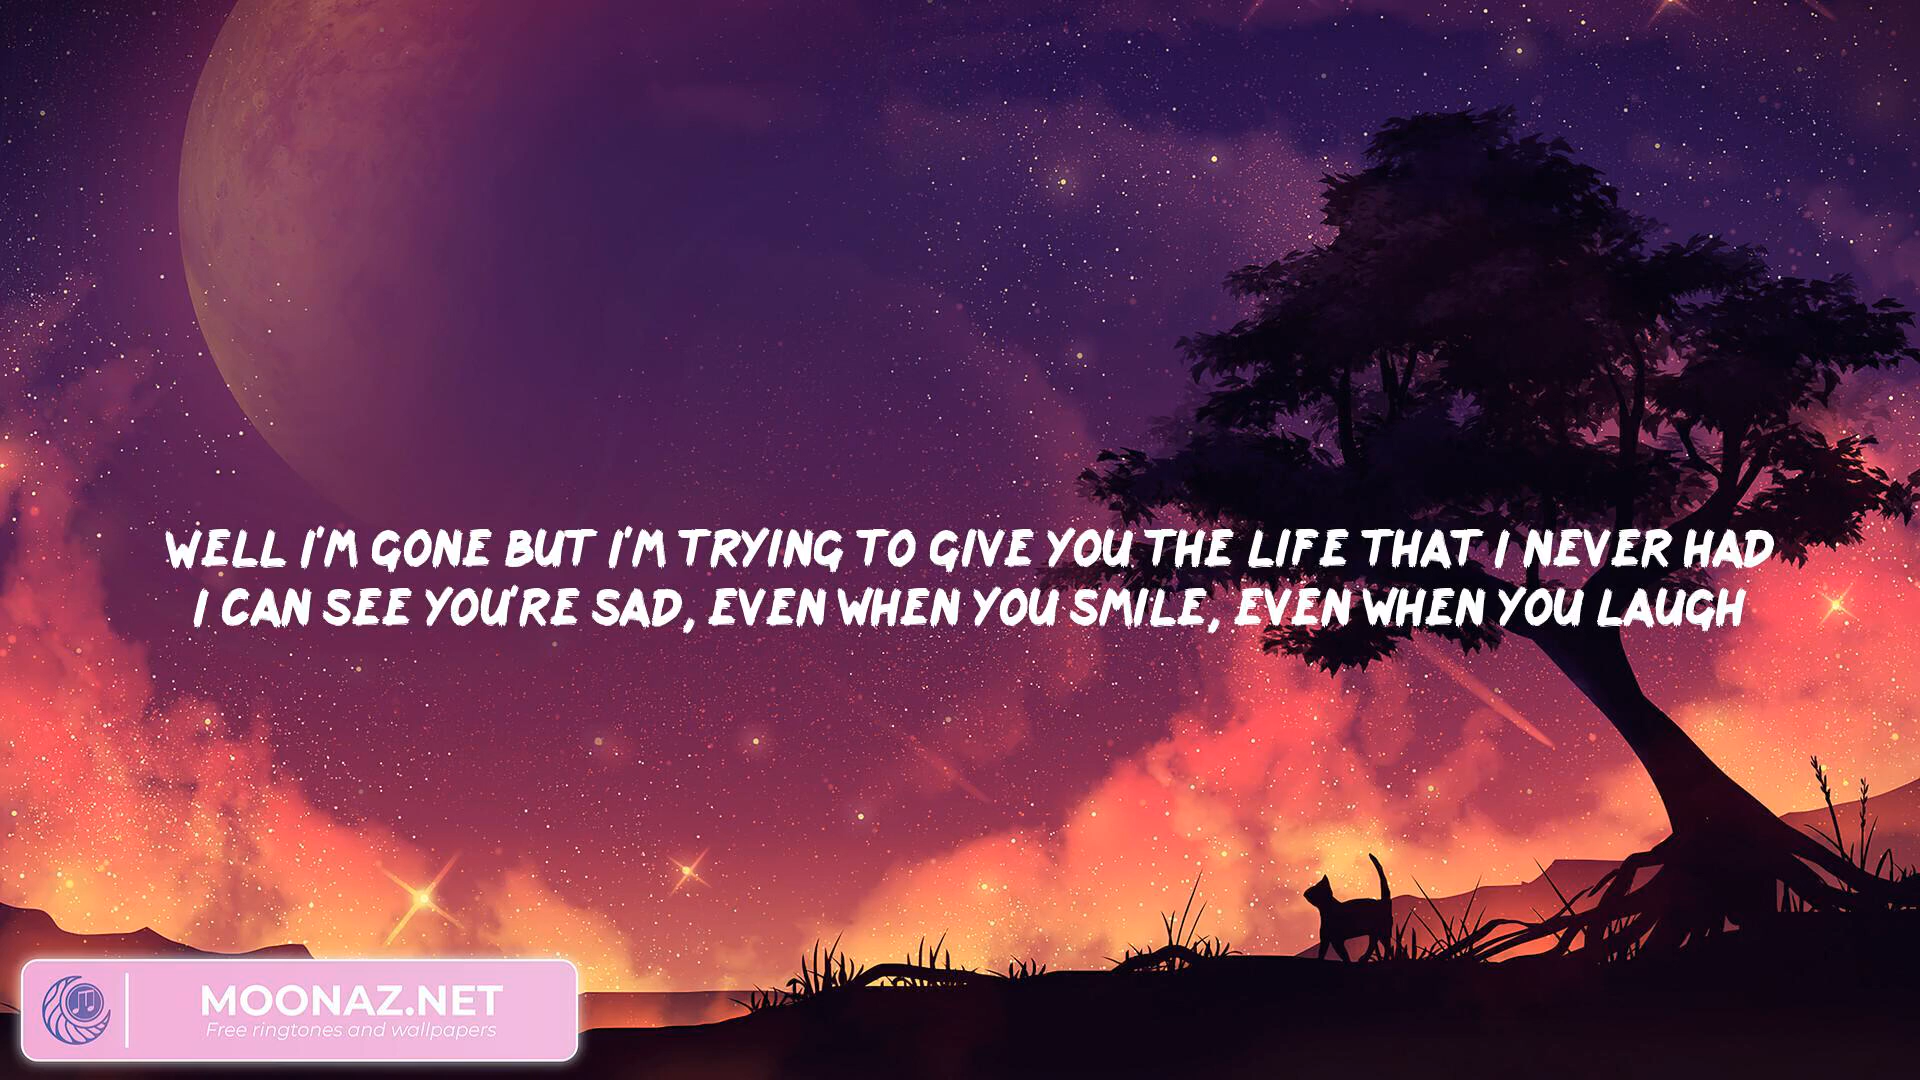 WELL I'M GONE BUT I'M TRYING TO GIVE YOU THE LIFE THAT I NEVER HAD
I CAN SEE YOU'RE SAD, EVEN WHEN YOU SMILE, EVEN WHEN YOU LAUGH
MOONAZ.NET
Free ringtones and wallpapers